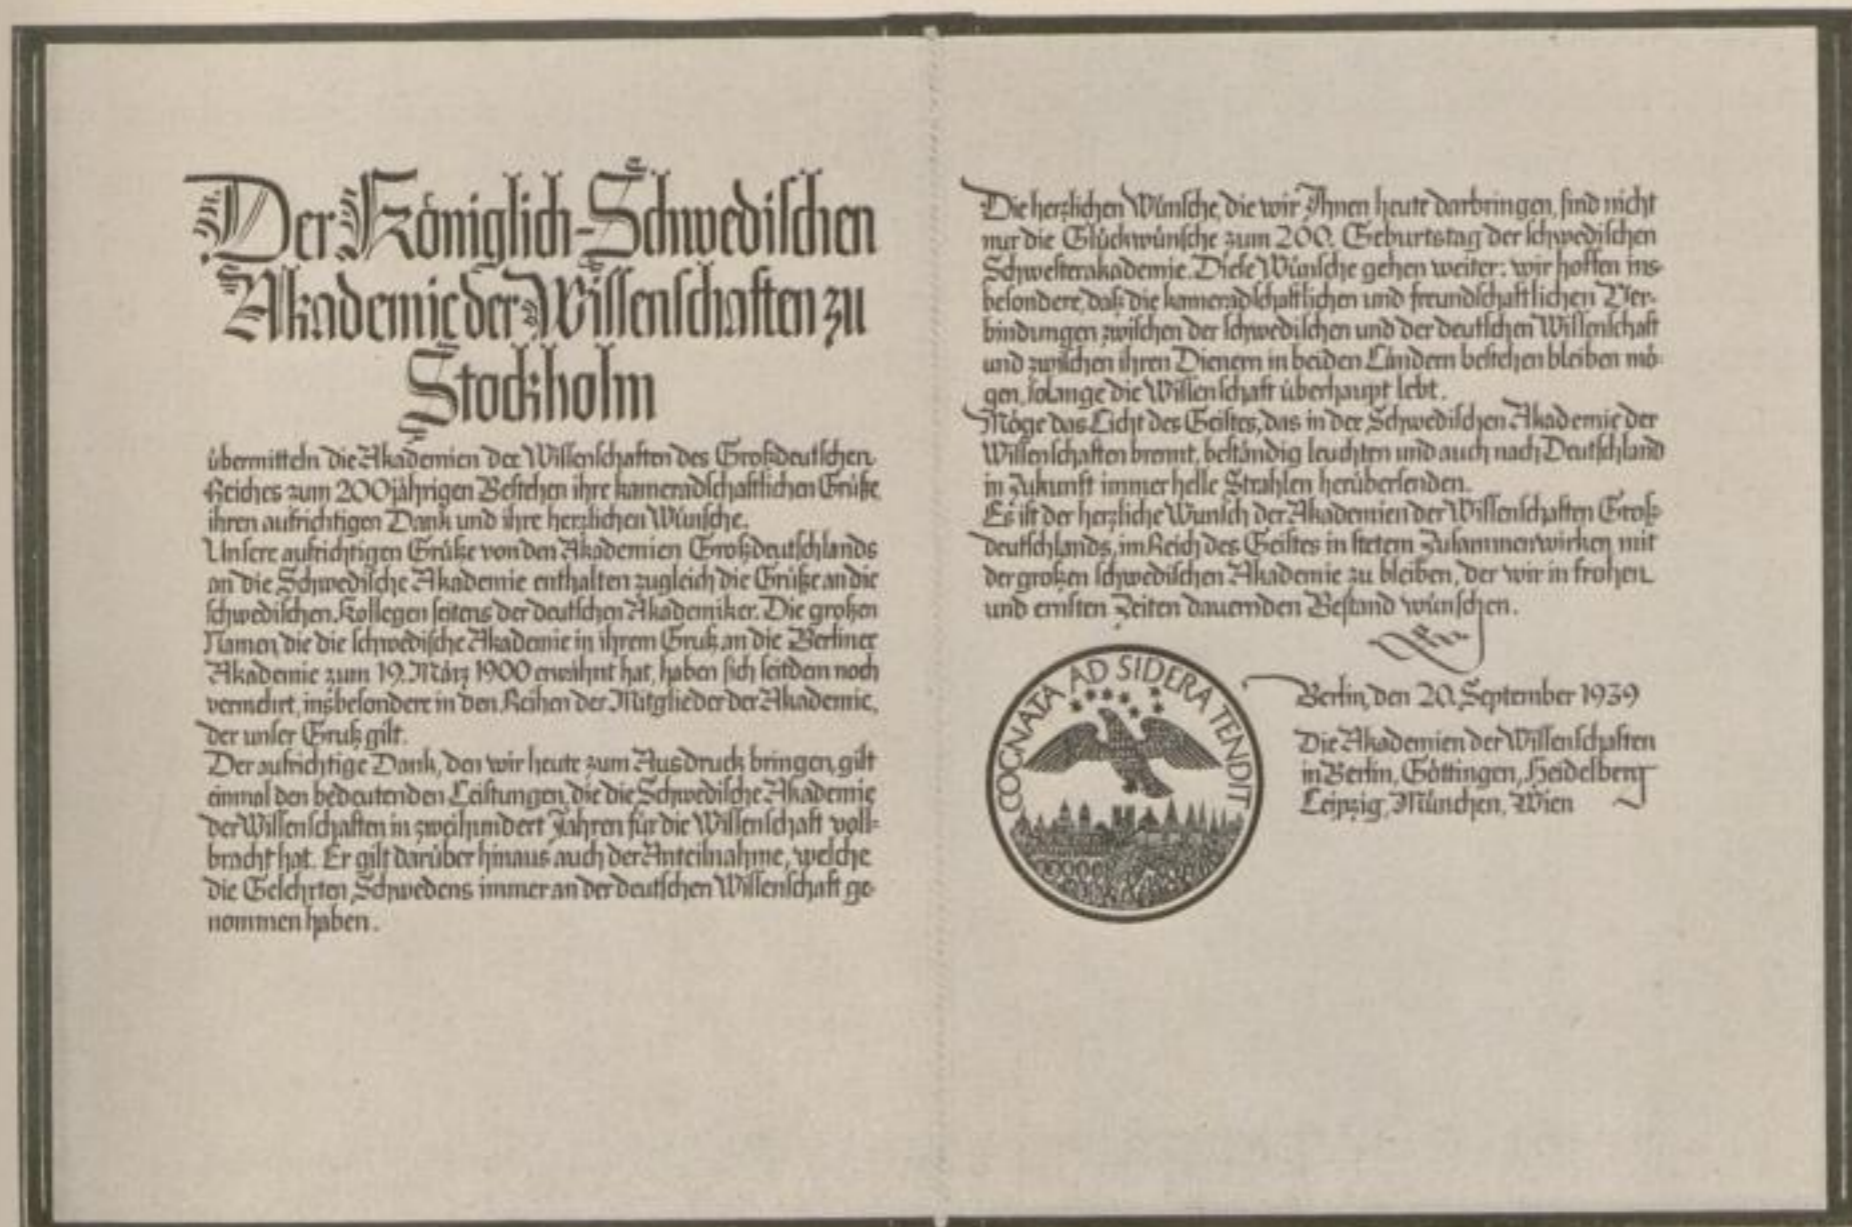 Der Königlich-Schwedischen
Akademie der Wissenschaften zu
Stockholm
übermitteln die Akademien der Wissenschaften des Großdeutschen
Reiches zum 200jährigen Bestehen ihre kameradschaftlichen Grüße,
ihren aufrichtigen Dank und ihre herzlichen Wünsche.
Unsere aufrichtigen Grüße von den Akademien Großdeutschlands
an die Schwedische Akademie enthalten zugleich die Grüße an die
schwedischen Kollegen seitens der deutschen Akademiker. Die großen
Namen, die die schwedische Akademie in ihrem Gruß an die Berliner
Akademie zum 19. März 1900 erwähnt hat, haben sich seitdem noch
vermehrt, insbesondere in den Reihen der Mitglieder der Akademie,
der unser Gruß gilt.
Der aufrichtige Dank, den wir heute zum Ausdruck bringen, gilt
einmal den bedeutenden Leistungen, die die Schwedische Akademie
der Wissenschaften in zweihundert Jahren für die Wissenschaft voll-
bracht hat. Er gilt darüber hinaus auch der Anteilnahme, welche
die Gelehrten Schwedens immer an der deutschen Wissenschaft ge-
nommen haben.
Die herzlichen Wünsche, die wir Ihnen heute darbringen, sind nicht
nur die Glückwünsche zum 200. Geburtstag der schwedischen
Schwesterakademie. Diese Wünsche gehen weiter: wir hoffen ins-
besondere, daß die kameradschaftlichen und freundschaftlichen Ver-
bindungen zwischen der schwedischen und der deutschen Wissenschaft
und zwischen ihren Dienern in beiden Ländern bestehen bleiben mö-
gen, solange die Wissenschaft überhaupt lebt.
Möge das Licht des Geistes, das in der Schwedischen Akademie der
Wissenschaften brennt, beständig leuchten und auch nach Deutschland
in Zukunft immer helle Strahlen herübersenden.
Es ist der herzliche Wunsch der Akademien der Wissenschaften Groß-
deutschlands, im Reich des Geistes in stetem Zusammenwirken mit
der großen schwedischen Akademie zu bleiben, der wir in frohen
und ernsten Zeiten dauernden Bestand wünschen.
COGNATA AD SIDERA TENDIT
Berlin, den 20. September 1939
Die Akademien der Wissenschaften
in Berlin, Göttingen, Heidelberg
Leipzig, München, Wien